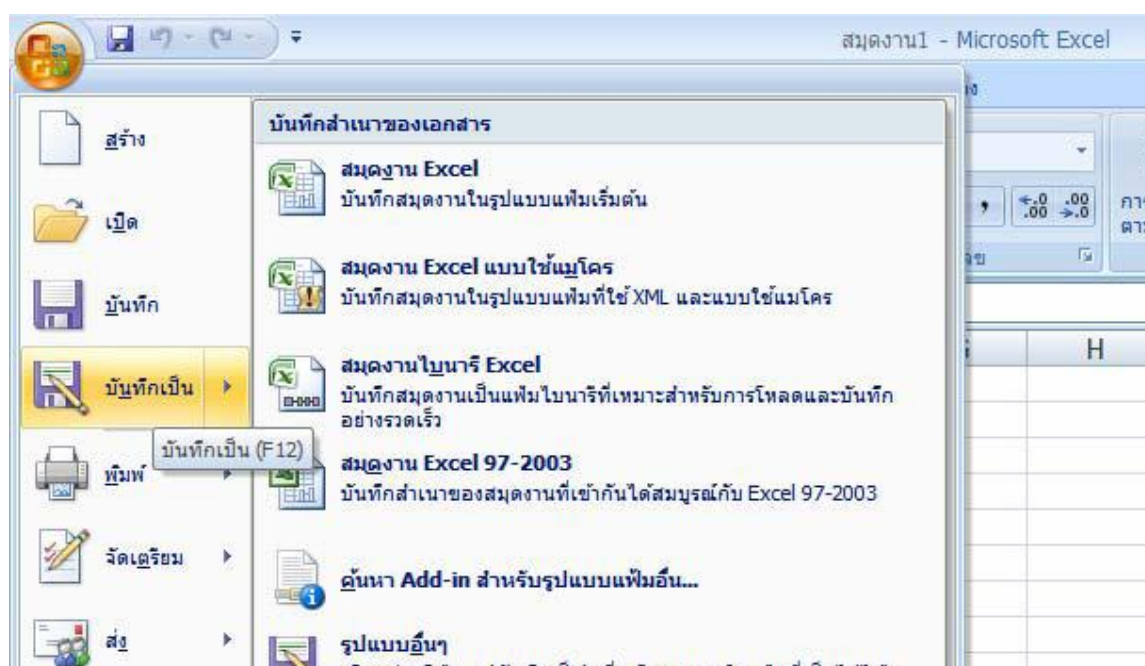 สมุดงาน1 - Microsoft Excel
สร้าง
เปิด
บันทึก
บันทึกเป็น
บันทึกเป็น (F12)
พิมพ์
จัดเตรียม
ส่ง
บันทึกสำเนาของเอกสาร
สมุดงาน Excel
บันทึกสมุดงานในรูปแบบแฟ้มเริ่มต้น
สมุดงาน Excel แบบใช้แมโคร
บันทึกสมุดงานในรูปแบบแฟ้มที่ใช้ XML และแบบใช้แมโคร
สมุดงานไบนารี Excel
บันทึกสมุดงานเป็นแฟ้มไบนารีที่เหมาะสำหรับการโหลดและบันทึก
อย่างรวดเร็ว
สมุดงาน Excel 97-2003
บันทึกสำเนาของสมุดงานที่เข้ากันได้สมบูรณ์กับ Excel 97-2003
ค้นหา Add-in สำหรับรูปแบบแฟ้มอื่น...
รูปแบบอื่นๆ
, .0 .00 .00 .0
H